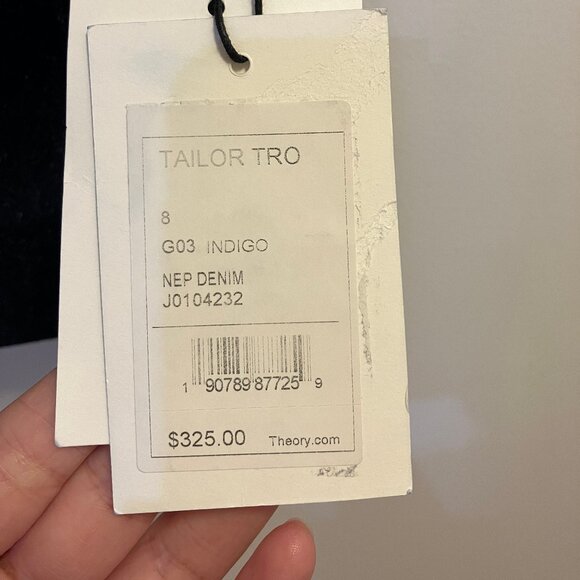 TAILOR TRO
8
G03 INDIGO
NEP DENIM
J0104232
1 90789 87725 9
$325.00 Theory.com